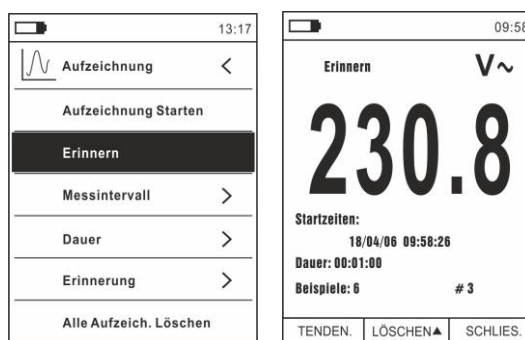 13:17
Aufzeichnung <
Aufzeichnung Starten
Erinnern
Messintervall >
Dauer >
Erinnerung >
Alle Aufzeich. Löschen
09:58
Erinnern V~
230.8
Startzeiten:
18/04/06 09:58:26
Dauer: 00:01:00
Beispiele: 6 # 3
TENDEN. LÖSCHEN▲ SCHLIES.